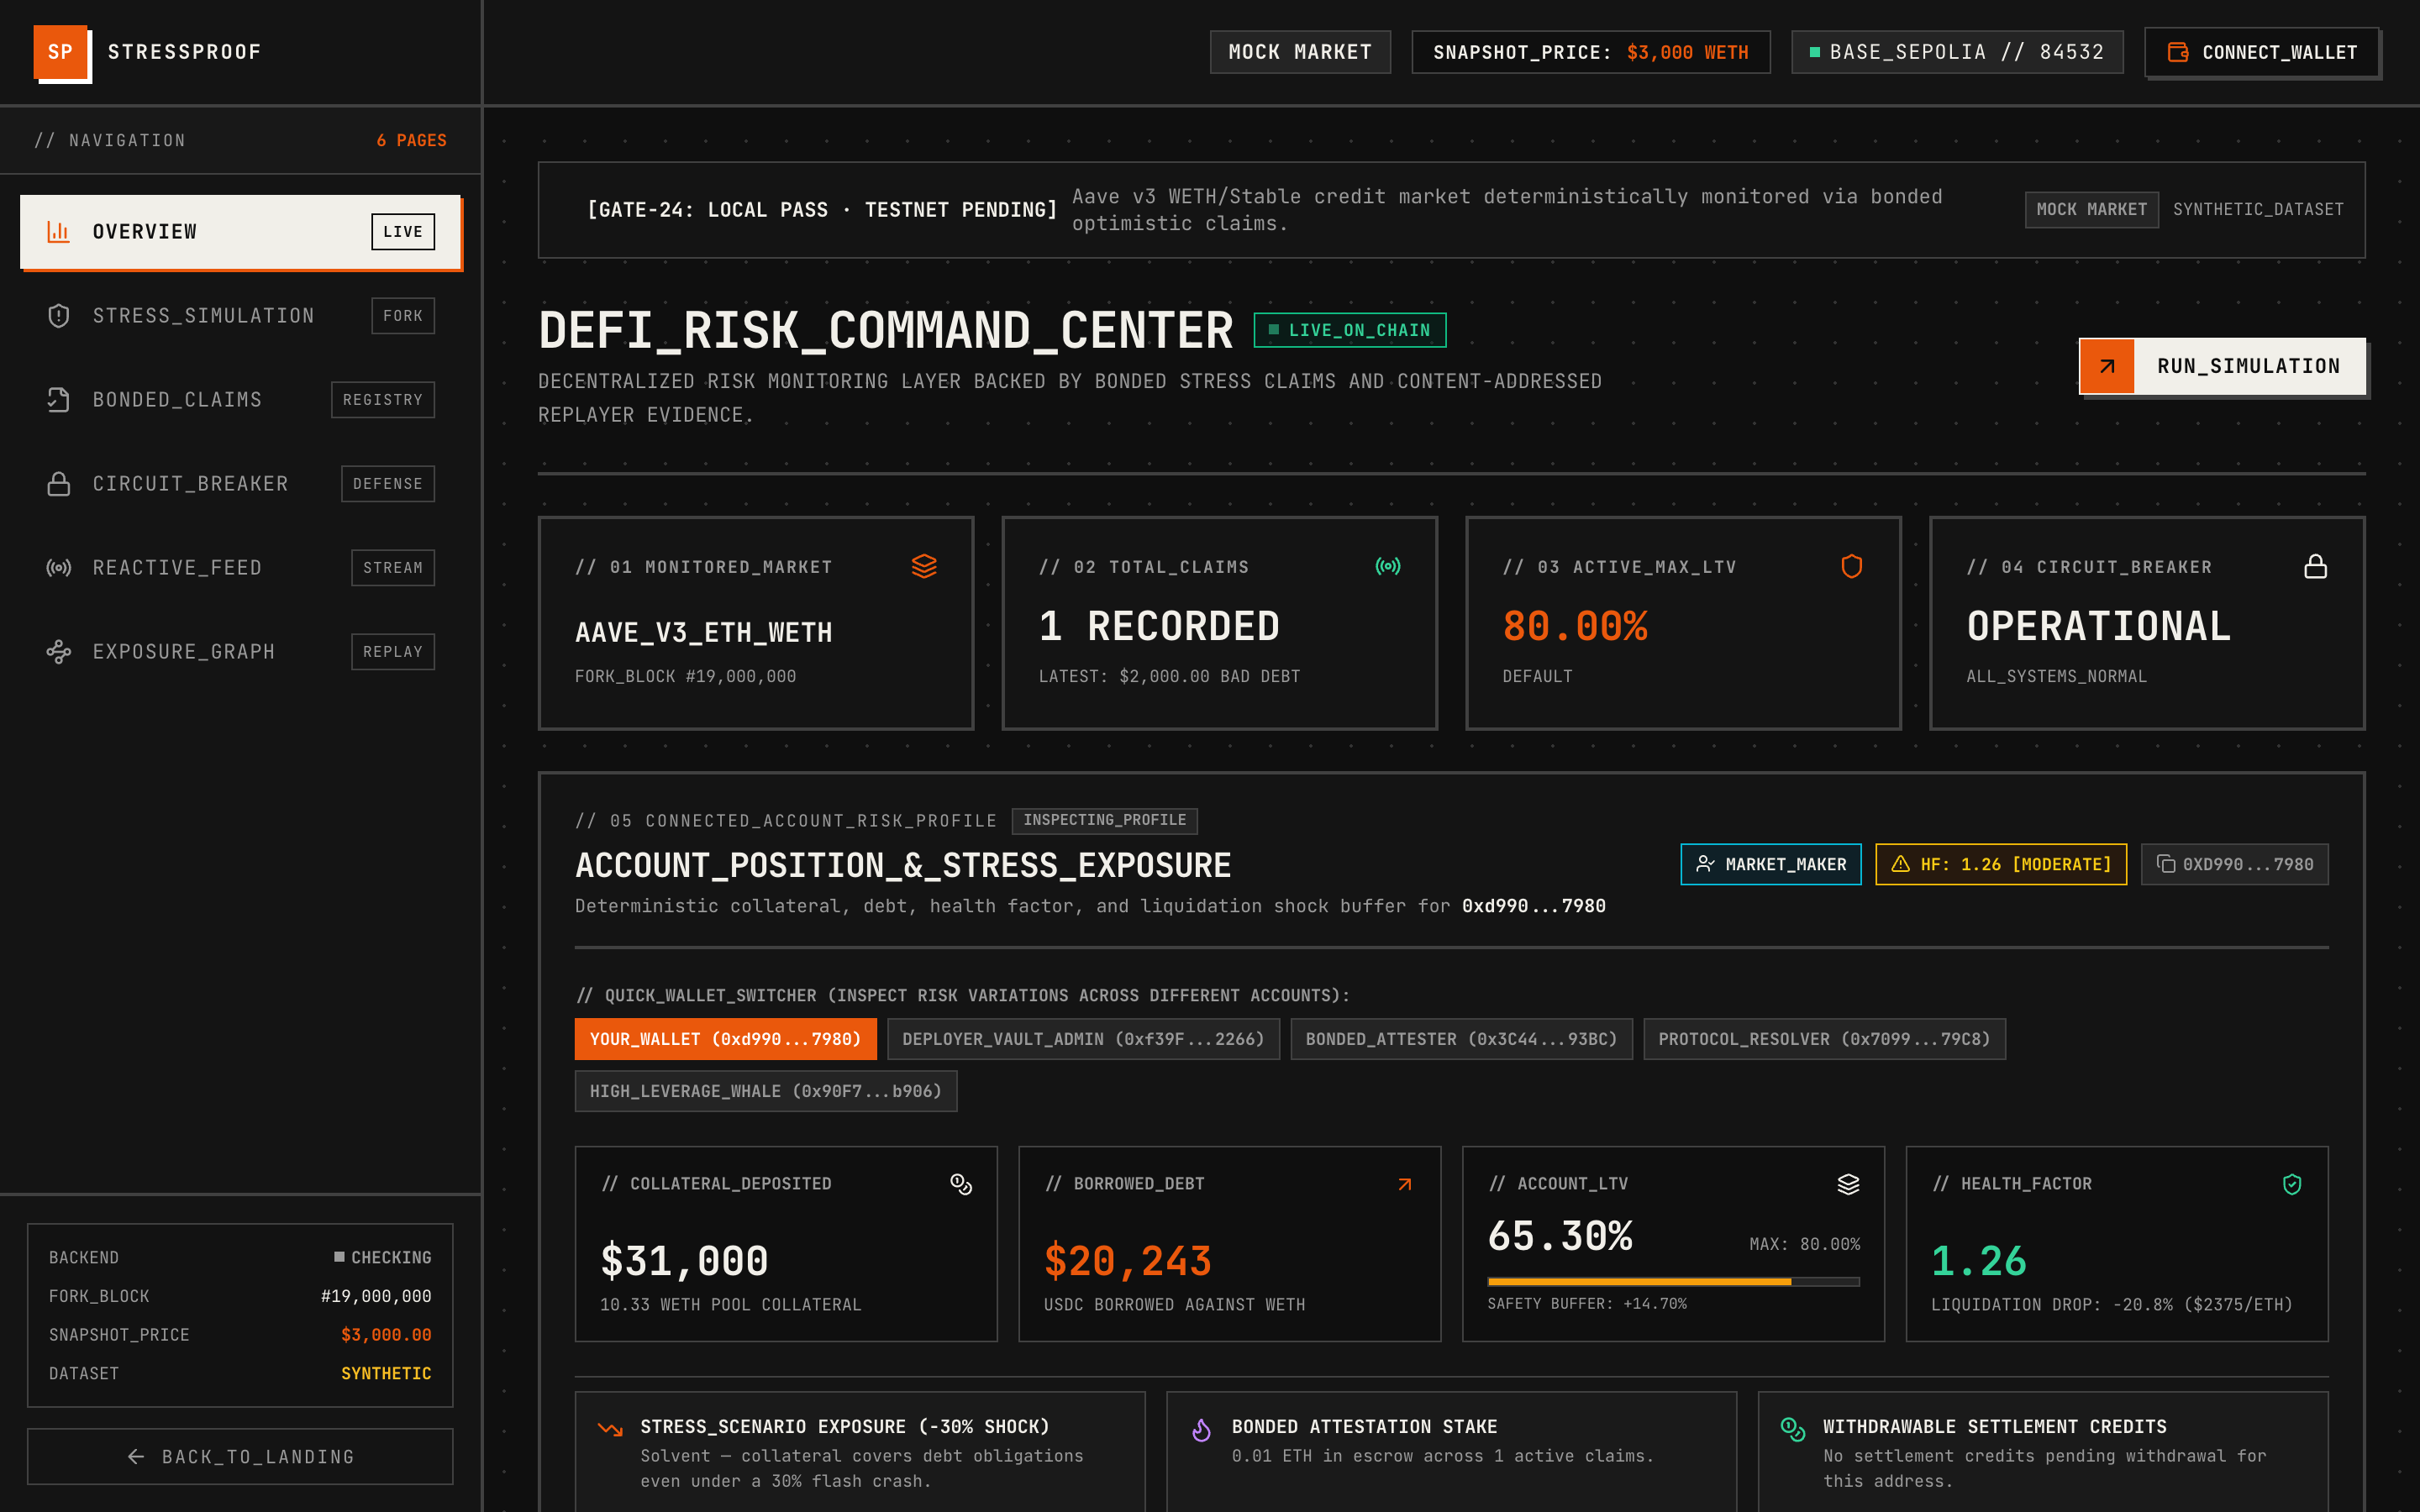 SP STRESSPROOF
MOCK MARKET
SNAPSHOT_PRICE: $3,000 WETH
BASE_SEPOLIA // 84532
CONNECT_WALLET
// NAVIGATION 6 PAGES
OVERVIEW LIVE
STRESS_SIMULATION FORK
BONDED_CLAIMS REGISTRY
CIRCUIT_BREAKER DEFENSE
REACTIVE_FEED STREAM
EXPOSURE_GRAPH REPLAY
BACKEND CHECKING
FORK_BLOCK #19,000,000
SNAPSHOT_PRICE $3,000.00
DATASET SYNTHETIC
BACK_TO_LANDING
[GATE-24: LOCAL PASS · TESTNET PENDING]
Aave v3 WETH/Stable credit market deterministically monitored via bonded
optimistic claims.
MOCK MARKET SYNTHETIC_DATASET
DEFI_RISK_COMMAND_CENTER
LIVE_ON_CHAIN
DECENTRALIZED RISK MONITORING LAYER BACKED BY BONDED STRESS CLAIMS AND CONTENT-ADDRESSED
REPLAYER EVIDENCE.
RUN_SIMULATION
// 01 MONITORED_MARKET
AAVE_V3_ETH_WETH
FORK_BLOCK #19,000,000
// 02 TOTAL_CLAIMS
1 RECORDED
LATEST: $2,000.00 BAD DEBT
// 03 ACTIVE_MAX_LTV
80.00%
DEFAULT
// 04 CIRCUIT_BREAKER
OPERATIONAL
ALL_SYSTEMS_NORMAL
// 05 CONNECTED_ACCOUNT_RISK_PROFILE INSPECTING_PROFILE
ACCOUNT_POSITION_&_STRESS_EXPOSURE
Deterministic collateral, debt, health factor, and liquidation shock buffer for 0xd990...7980
MARKET_MAKER
HF: 1.26 [MODERATE]
0XD990...7980
// QUICK_WALLET_SWITCHER (INSPECT RISK VARIATIONS ACROSS DIFFERENT ACCOUNTS):
YOUR_WALLET (0xd990...7980)
DEPLOYER_VAULT_ADMIN (0xf39F...2266)
BONDED_ATTESTER (0x3C44...93BC)
PROTOCOL_RESOLVER (0x7099...79C8)
HIGH_LEVERAGE_WHALE (0x90F7...b906)
// COLLATERAL_DEPOSITED
$31,000
10.33 WETH POOL COLLATERAL
// BORROWED_DEBT
$20,243
USDC BORROWED AGAINST WETH
// ACCOUNT_LTV
65.30% MAX: 80.00%
SAFETY BUFFER: +14.70%
// HEALTH_FACTOR
1.26
LIQUIDATION DROP: -20.8% ($2375/ETH)
STRESS_SCENARIO EXPOSURE (-30% SHOCK)
Solvent — collateral covers debt obligations
even under a 30% flash crash.
BONDED ATTESTATION STAKE
0.01 ETH in escrow across 1 active claims.
WITHDRAWABLE SETTLEMENT CREDITS
No settlement credits pending withdrawal for
this address.